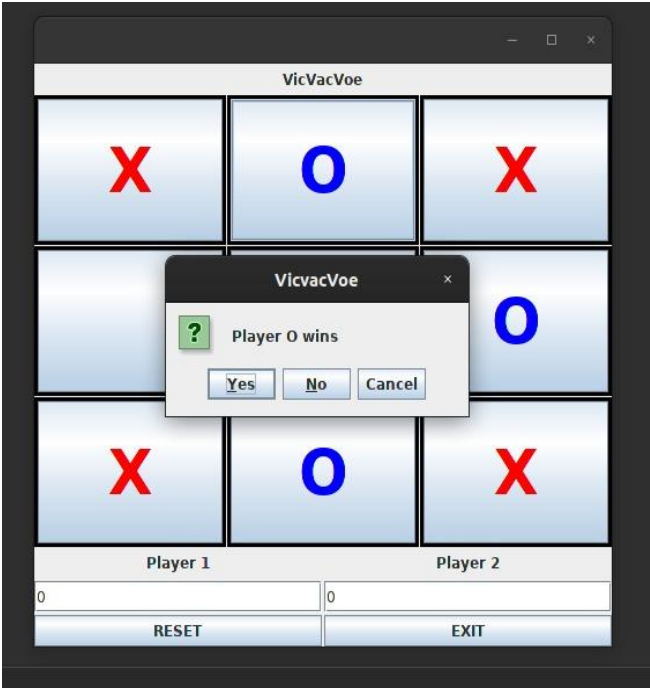 VicVacVoe
X O X
VicvacVoe
Player O wins
O
Yes No Cancel
X O X
Player 1 Player 2
0 0
RESET EXIT